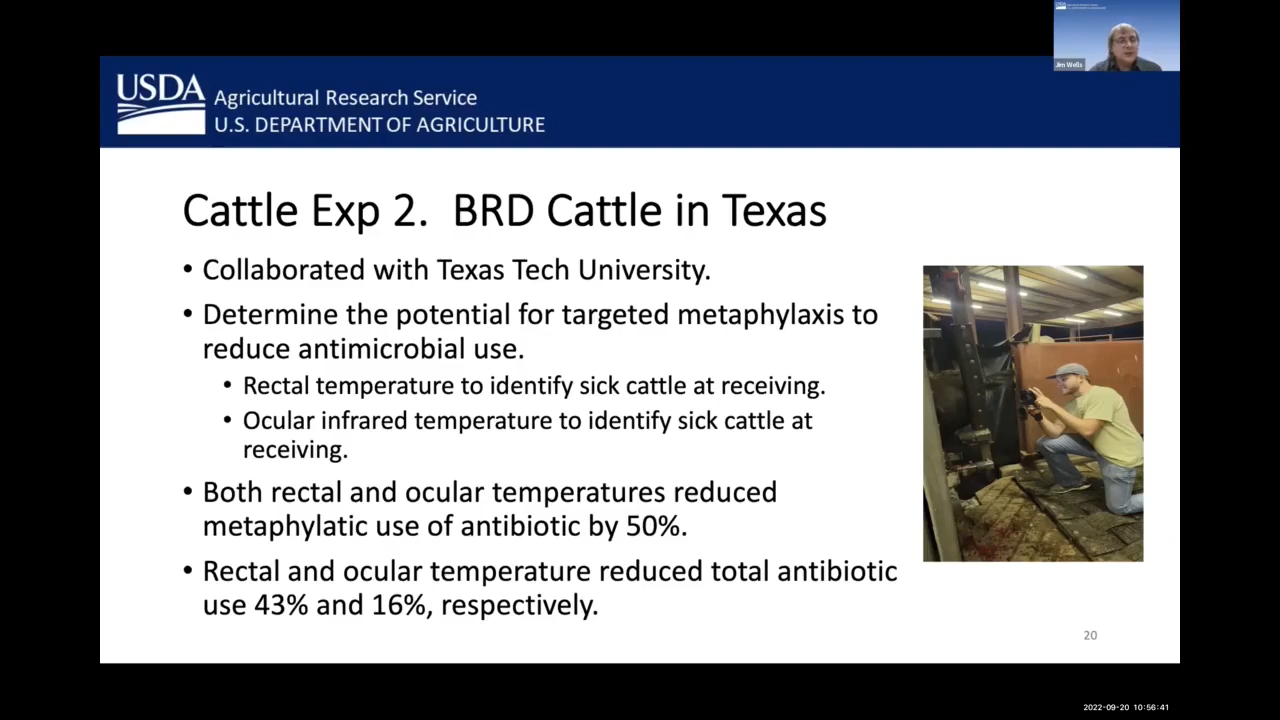 Jim Wells
USDA
Agricultural Research Service
U.S. DEPARTMENT OF AGRICULTURE
Cattle Exp 2. BRD Cattle in Texas
• Collaborated with Texas Tech University.
• Determine the potential for targeted metaphylaxis to
reduce antimicrobial use.
• Rectal temperature to identify sick cattle at receiving.
• Ocular infrared temperature to identify sick cattle at
receiving.
• Both rectal and ocular temperatures reduced
metaphylatic use of antibiotic by 50%.
• Rectal and ocular temperature reduced total antibiotic
use 43% and 16%, respectively.
20
2022-09-20 10:56:41